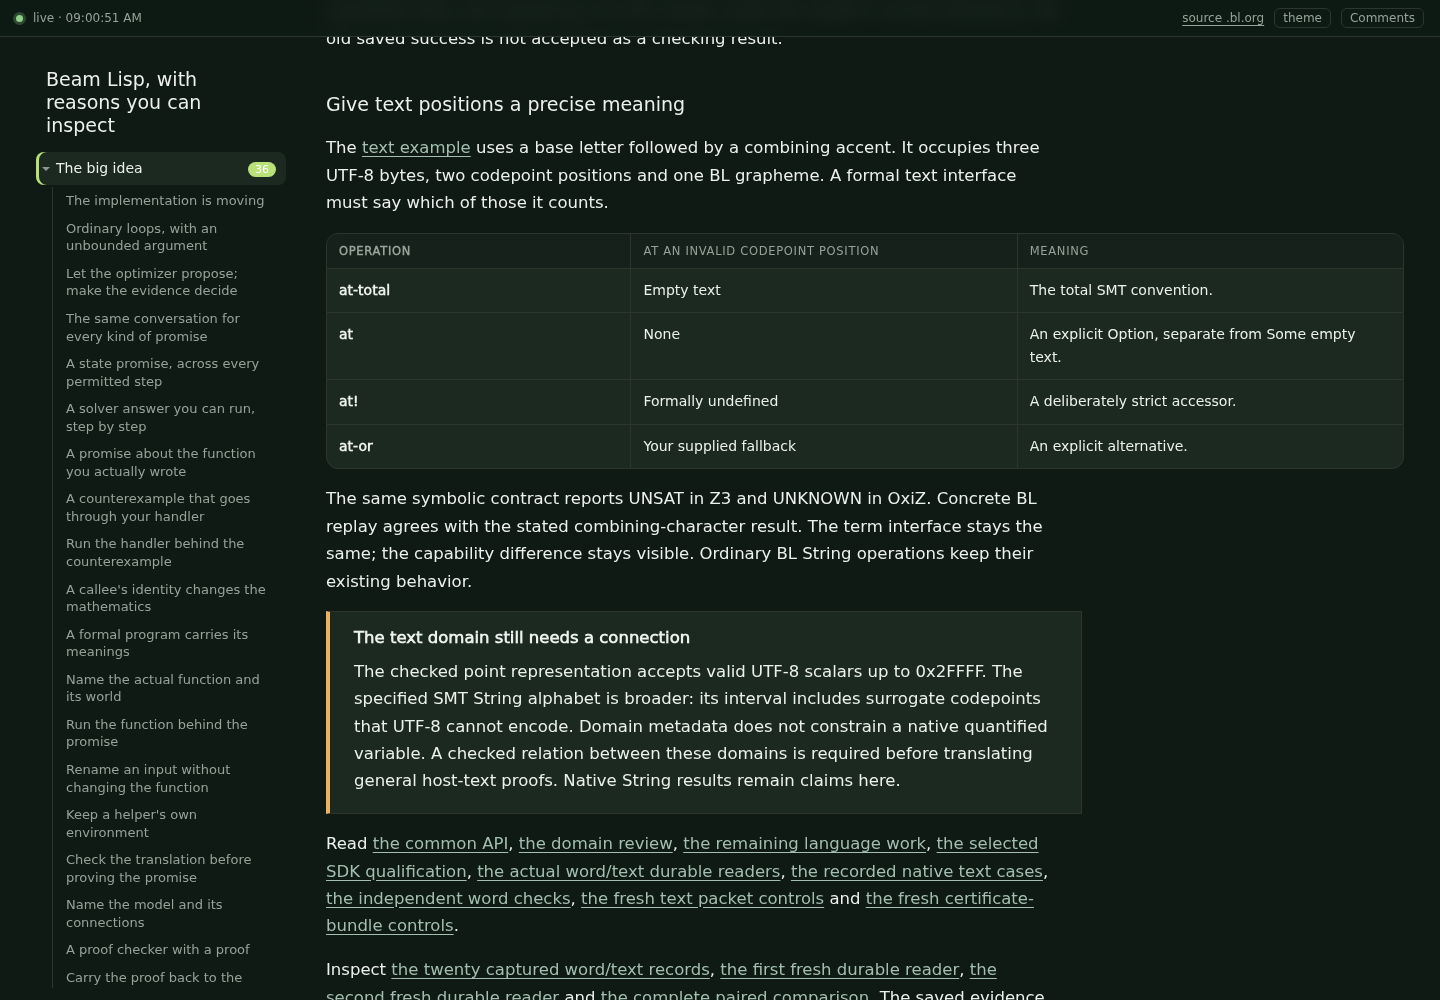 live · 09:00:51 AM
source .bl.org
theme
Comments
Beam Lisp, with
reasons you can
inspect
The big idea
36
The implementation is moving
Ordinary loops, with an
unbounded argument
Let the optimizer propose;
make the evidence decide
The same conversation for
every kind of promise
A state promise, across every
permitted step
A solver answer you can run,
step by step
A promise about the function
you actually wrote
A counterexample that goes
through your handler
Run the handler behind the
counterexample
A callee's identity changes the
mathematics
A formal program carries its
meanings
Name the actual function and
its world
Run the function behind the
promise
Rename an input without
changing the function
Keep a helper's own
environment
Check the translation before
proving the promise
Name the model and its
connections
A proof checker with a proof
Carry the proof back to the
old saved success is not accepted as a checking result.
Give text positions a precise meaning
The text example uses a base letter followed by a combining accent. It occupies three
UTF-8 bytes, two codepoint positions and one BL grapheme. A formal text interface
must say which of those it counts.
OPERATION
AT AN INVALID CODEPOINT POSITION
MEANING
at-total
Empty text
The total SMT convention.
at
None
An explicit Option, separate from Some empty
text.
at!
Formally undefined
A deliberately strict accessor.
at-or
Your supplied fallback
An explicit alternative.
The same symbolic contract reports UNSAT in Z3 and UNKNOWN in OxiZ. Concrete BL
replay agrees with the stated combining-character result. The term interface stays the
same; the capability difference stays visible. Ordinary BL String operations keep their
existing behavior.
The text domain still needs a connection
The checked point representation accepts valid UTF-8 scalars up to 0x2FFFF. The
specified SMT String alphabet is broader: its interval includes surrogate codepoints
that UTF-8 cannot encode. Domain metadata does not constrain a native quantified
variable. A checked relation between these domains is required before translating
general host-text proofs. Native String results remain claims here.
Read the common API, the domain review, the remaining language work, the selected
SDK qualification, the actual word/text durable readers, the recorded native text cases,
the independent word checks, the fresh text packet controls and the fresh certificate-
bundle controls.
Inspect the twenty captured word/text records, the first fresh durable reader, the
second fresh durable reader and the complete paired comparison. The saved evidence